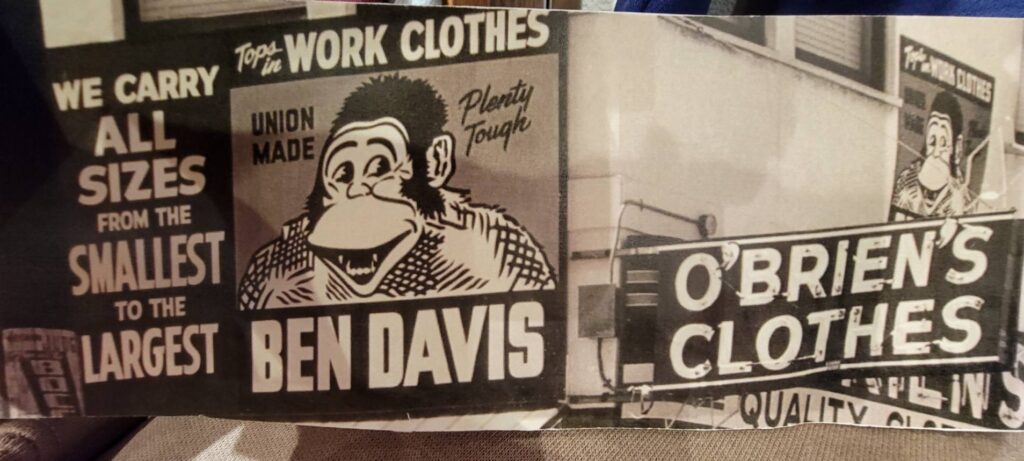 WE CARRY
ALL
SIZES
FROM THE
SMALLEST
TO THE
LARGEST
Tops in WORK CLOTHES
UNION
MADE
Plenty
Tough
BEN DAVIS
Tops in WORK CLOTHES
O'BRIEN'S
CLOTHES
QUALITY